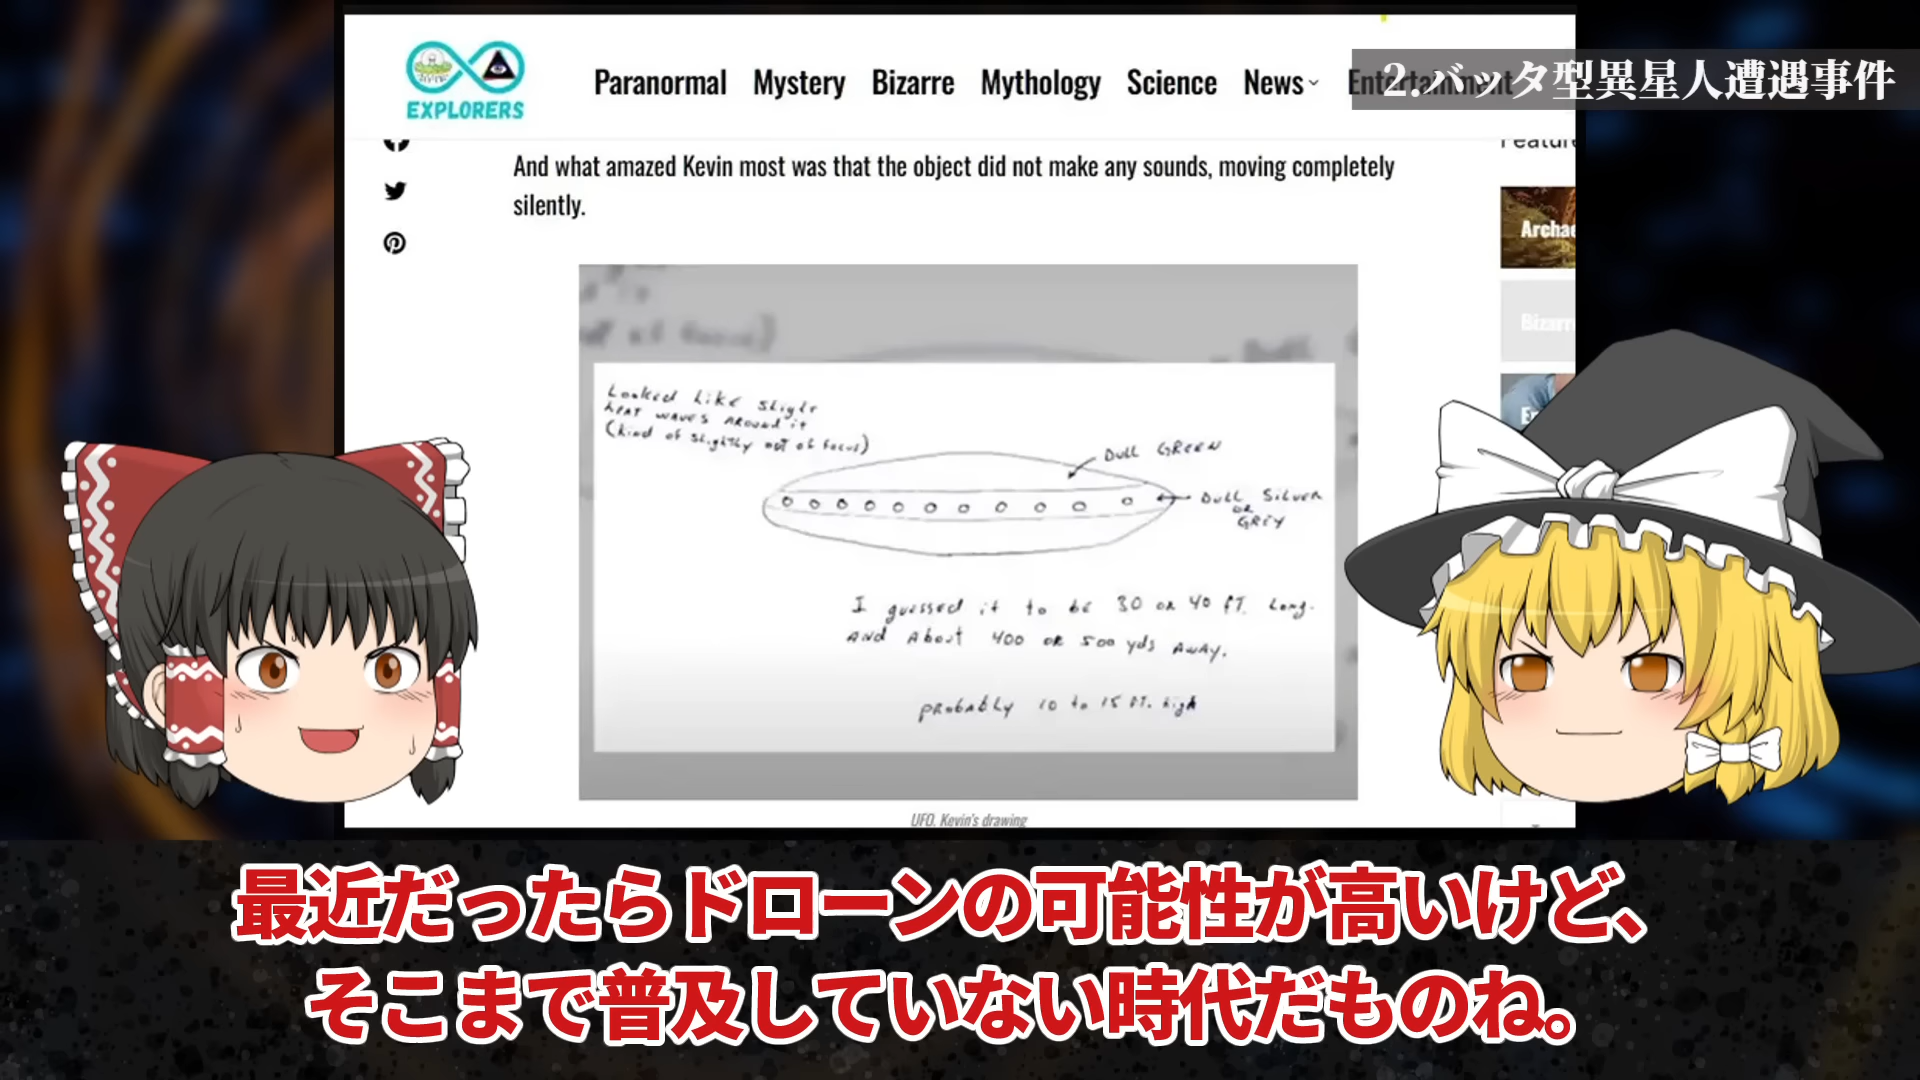 EXPLORERS
Paranormal Mystery Bizarre Mythology Science News Entertainment
2.バッタ型異星人遭遇事件
And what amazed Kevin most was that the object did not make any sounds, moving completely
silently.
Archae
Bizarr
Looked Like Slight
heat waves around it
(kind of slightly out of focus)
Dull GREEN
Dull Silver
or
GREY
I guessed it to be 30 or 40 ft. Long.
and About 400 or 500 yds away.
probably 10 to 15 ft. high
UFO. Kevin's drawing
最近だったらドローンの可能性が高いけど、
そこまで普及していない時代だものね。